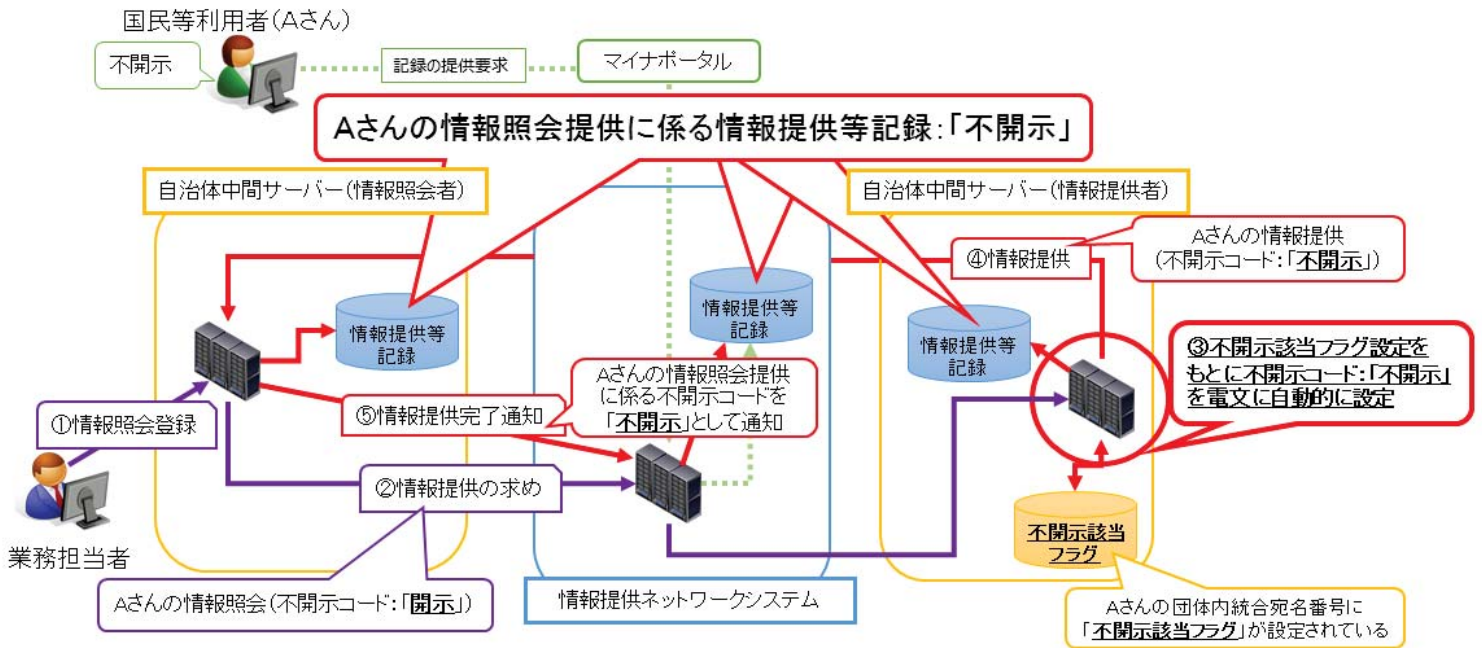 国民等利用者(Aさん)
不開示
記録の提供要求
マイナポータル
Aさんの情報照会提供に係る情報提供等記録:「不開示」
自治体中間サーバー(情報照会者)
自治体中間サーバー(情報提供者)
Aさんの情報提供
(不開示コード:「不開示」)
④情報提供
情報提供等
記録
情報提供等
記録
情報提供等
記録
③不開示該当フラグ設定を
もとに不開示コード:「不開示」
を電文に自動的に設定
Aさんの情報照会提供
に係る不開示コードを
「不開示」として通知
①情報照会登録
⑤情報提供完了通知
②情報提供の求め
業務担当者
不開示該当
フラグ
Aさんの情報照会(不開示コード:「開示」)
情報提供ネットワークシステム
Aさんの団体内統合宛名番号に
「不開示該当フラグ」が設定されている